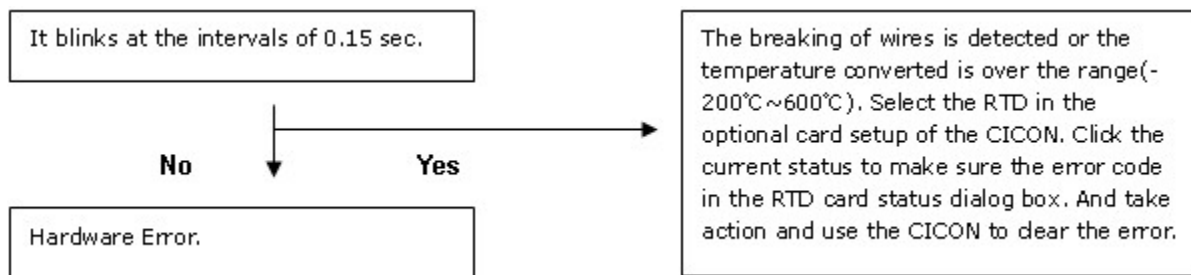 It blinks at the intervals of 0.15 sec.
The breaking of wires is detected or the
temperature converted is over the range(-
200℃~600℃). Select the RTD in the
optional card setup of the CICON. Click the
current status to make sure the error code
in the RTD card status dialog box. And take
action and use the CICON to clear the error.
No
Yes
Hardware Error.